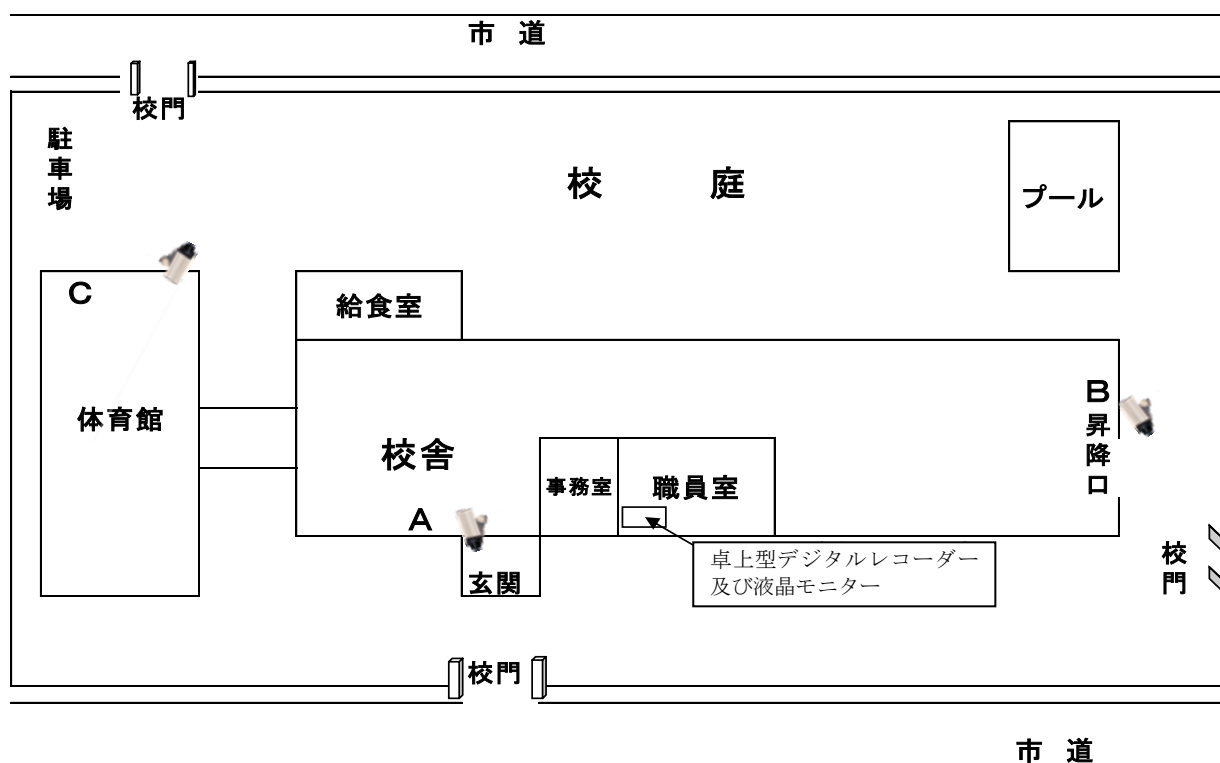 市 道
校門
駐車場
校 庭
プール
C
給食室
体育館
B
昇降口
校舎
事務室
職員室
A
卓上型デジタルレコーダー
及び液晶モニター
玄関
校門
校門
市 道